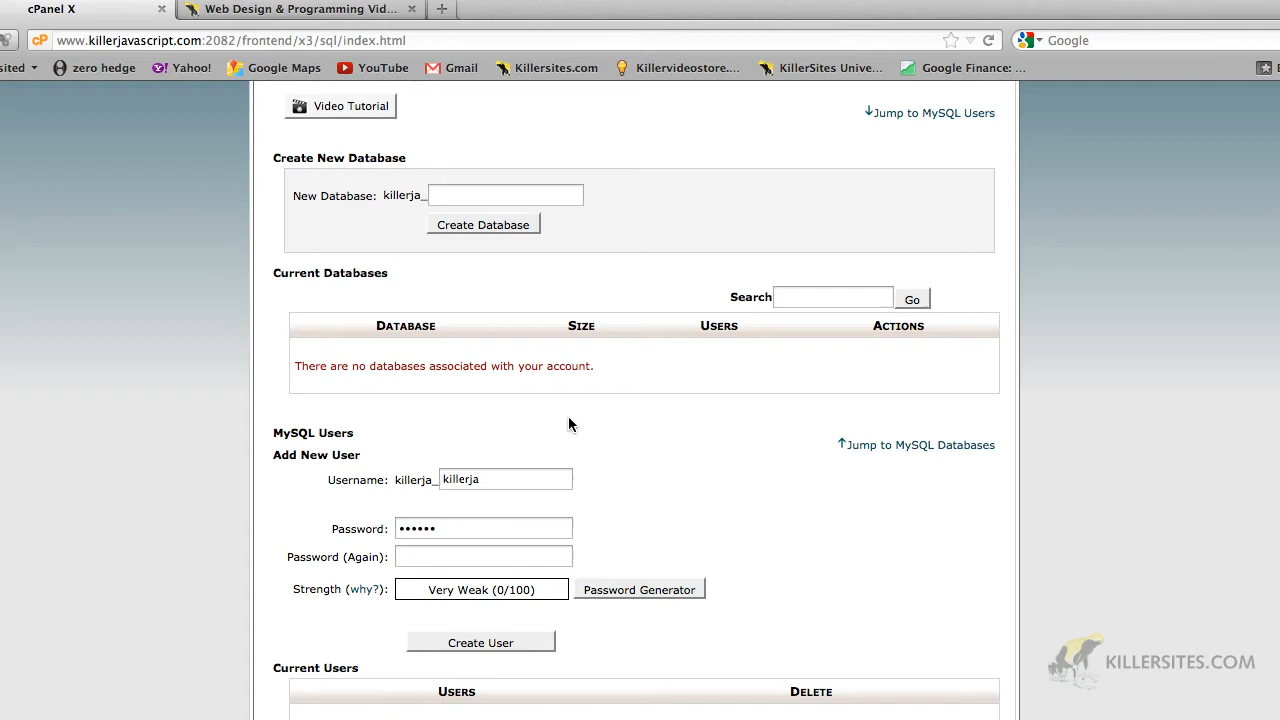 cPanel X
Web Design & Programming Vid...
www.killerjavascript.com:2082/frontend/x3/sql/index.html
Google
sited
zero hedge
Yahoo!
Google Maps
YouTube
Gmail
Killersites.com
Killervideostore....
KillerSites Unive...
Google Finance: ...
Video Tutorial
Jump to MySQL Users
Create New Database
New Database: killerja_
Create Database
Current Databases
Search Go
DATABASE SIZE USERS ACTIONS
There are no databases associated with your account.
MySQL Users
Jump to MySQL Databases
Add New User
Username: killerja_ killerja
Password: ••••••
Password (Again):
Strength (why?): Very Weak (0/100) Password Generator
Create User
Current Users
USERS DELETE
KILLERSITES.COM